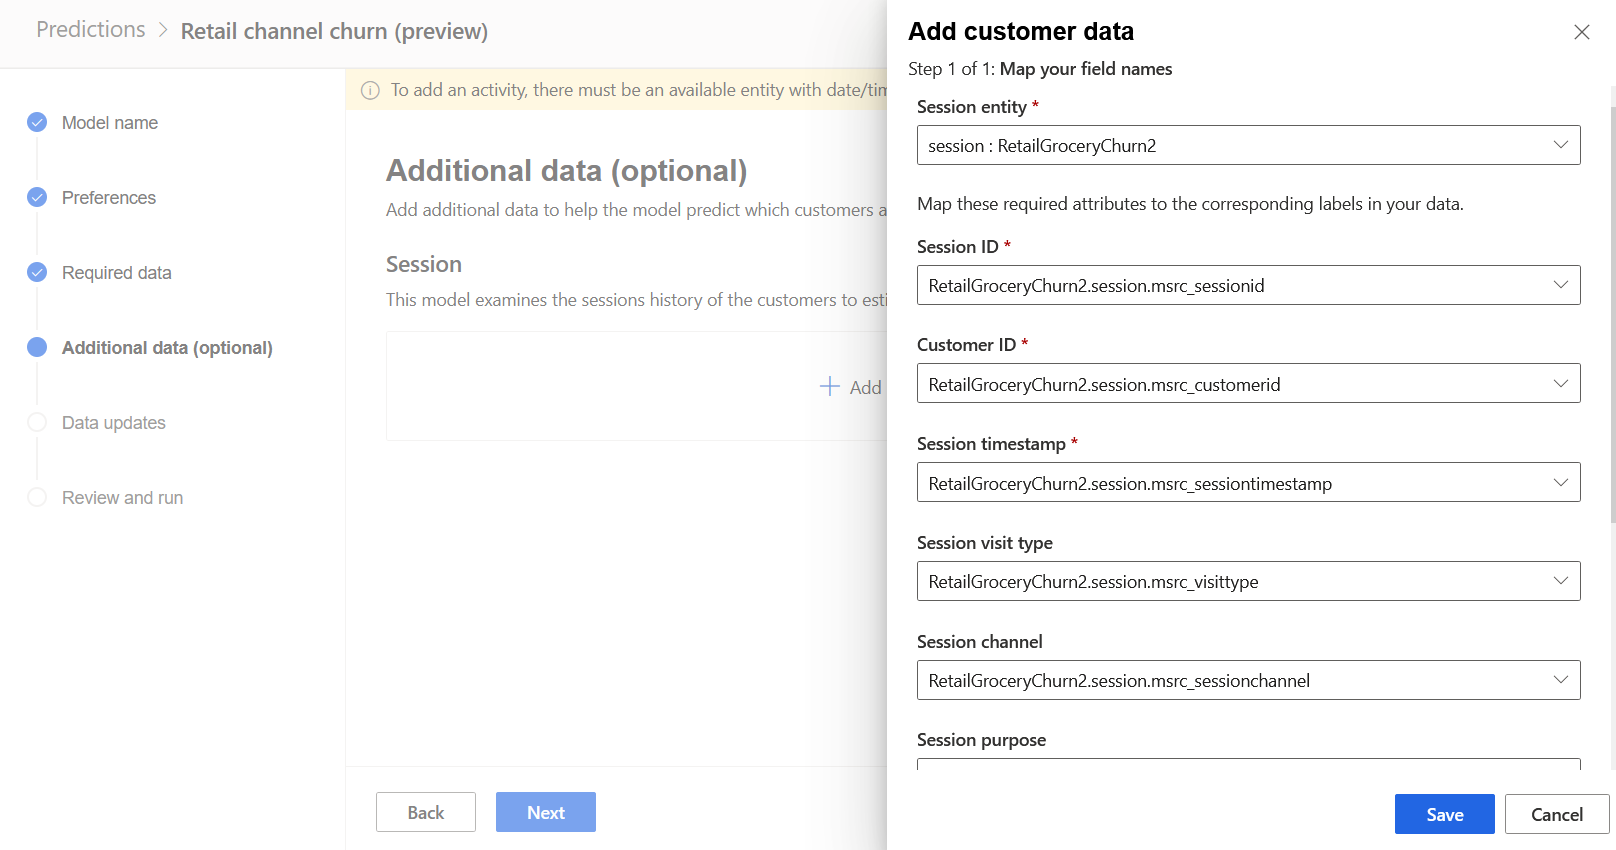 Predictions > Retail channel churn (preview)
Model name
Preferences
Required data
Additional data (optional)
Data updates
Review and run
To add an activity, there must be an available entity with date/tim
Additional data (optional)
Add additional data to help the model predict which customers a
Session
This model examines the sessions history of the customers to esti
+ Add
Back
Next
Add customer data
Step 1 of 1: Map your field names
Session entity *
session : RetailGroceryChurn2
Map these required attributes to the corresponding labels in your data.
Session ID *
RetailGroceryChurn2.session.msrc_sessionid
Customer ID *
RetailGroceryChurn2.session.msrc_customerid
Session timestamp *
RetailGroceryChurn2.session.msrc_sessiontimestamp
Session visit type
RetailGroceryChurn2.session.msrc_visittype
Session channel
RetailGroceryChurn2.session.msrc_sessionchannel
Session purpose
Save
Cancel